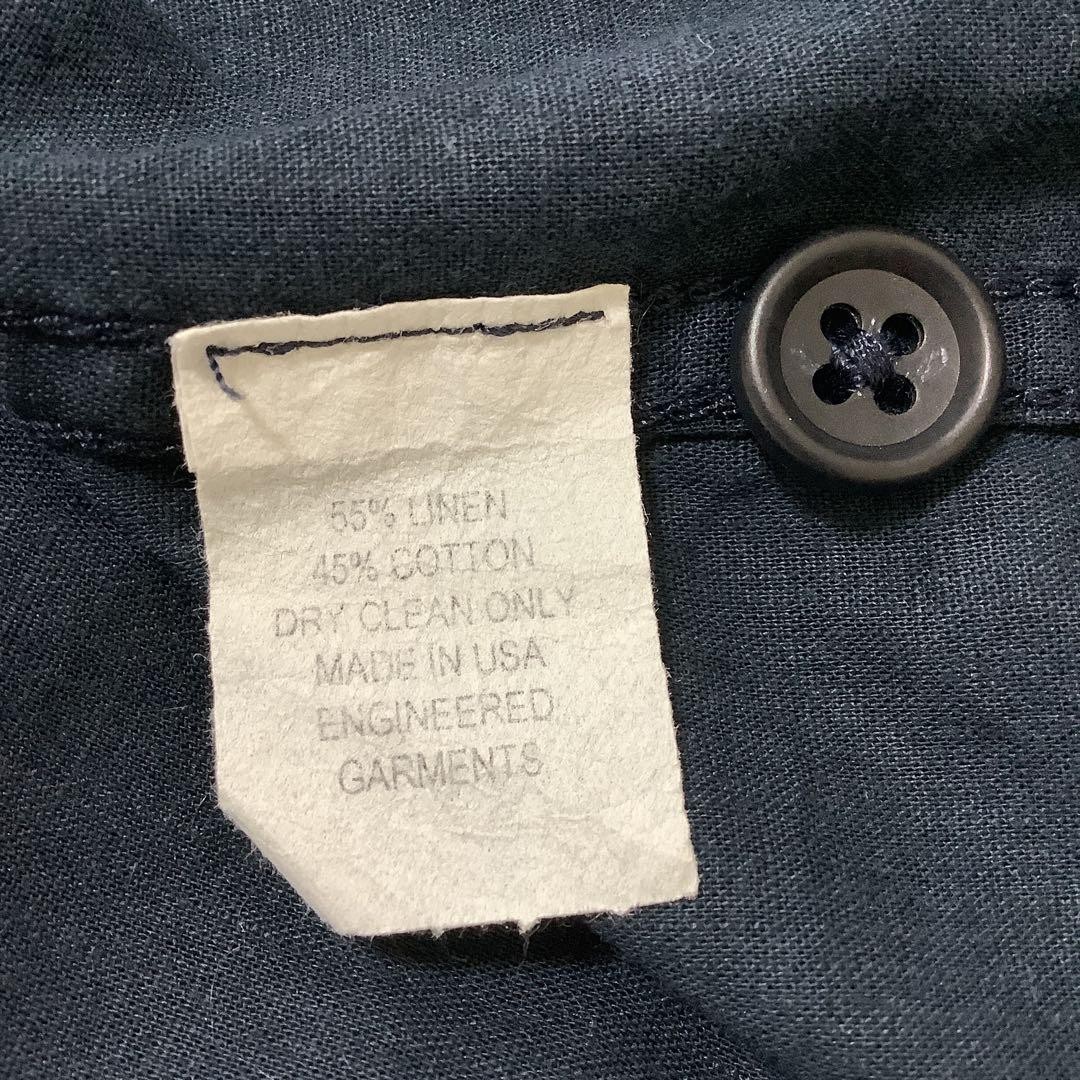 55% LINEN
45% COTTON
DRY CLEAN ONLY
MADE IN USA
ENGINEERED
GARMENTS